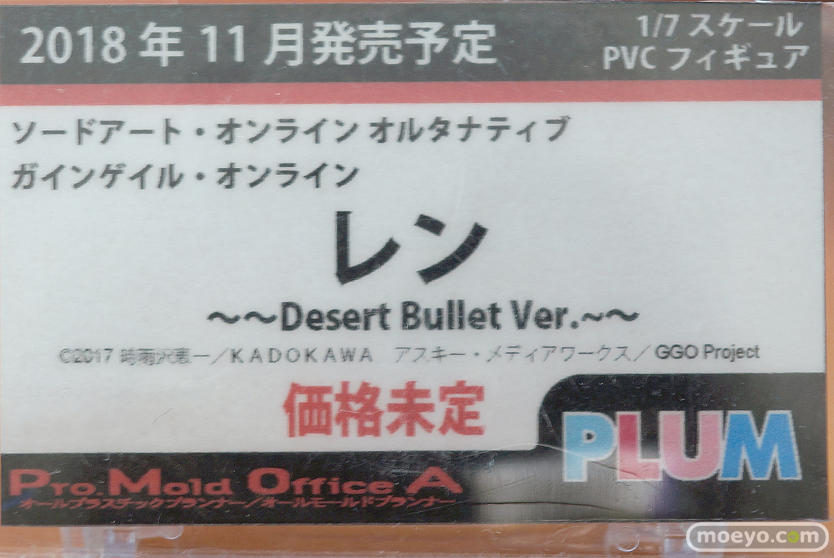 2018年11月発売予定
1/7スケール
PVCフィギュア
ソードアート・オンライン オルタナティブ
ガインゲイル・オンライン
レン
～～Desert Bullet Ver.～～
©2017 時雨沢恵一／KADOKAWA アスキー・メディアワークス／GGO Project
価格未定
PLUM
Pro.Mold Office A
オールプラスチックプランナー／オールモールドプランナー
moeyo.com